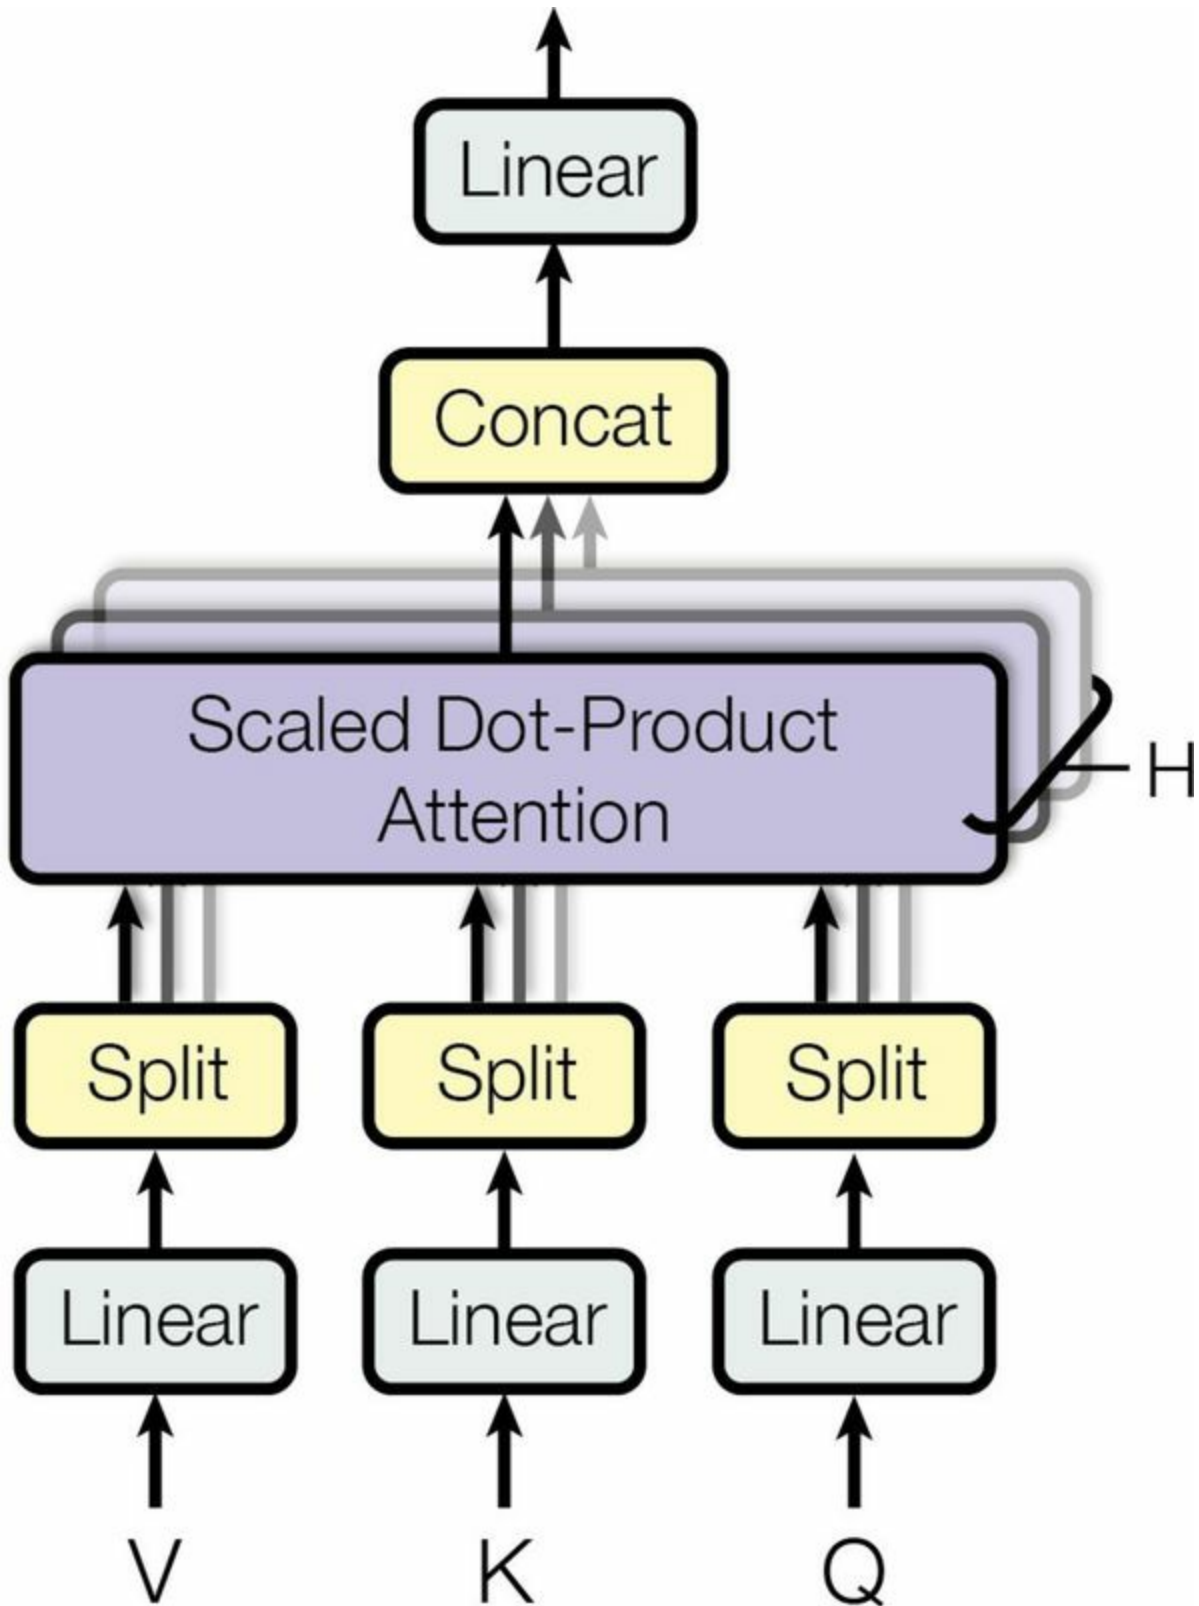 Linear
Concat
Scaled Dot-Product
Attention
H
Split Split Split
Linear Linear Linear
V K Q